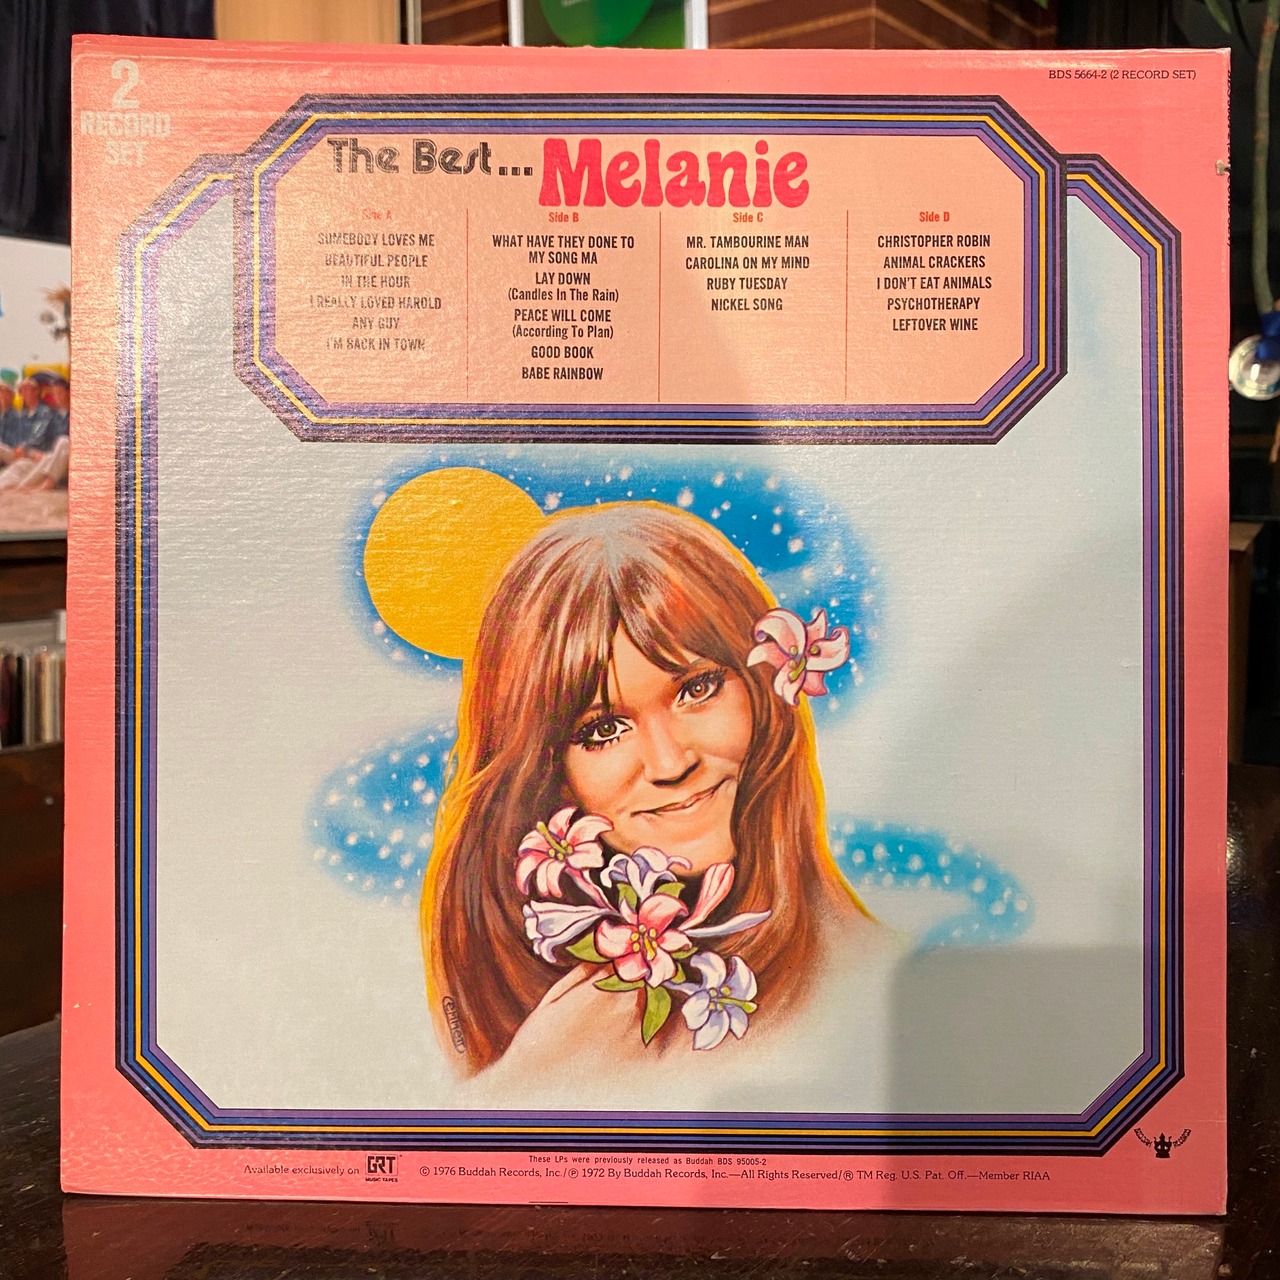 BDS 5664-2 (2 RECORD SET)
2
RECORD
SET
The Best...Melanie
Side A
SOMEBODY LOVES ME
BEAUTIFUL PEOPLE
IN THE HOUR
I REALLY LOVED HAROLD
ANY GUY
I'M BACK IN TOWN
Side B
WHAT HAVE THEY DONE TO
MY SONG MA
LAY DOWN
(Candles In The Rain)
PEACE WILL COME
(According To Plan)
GOOD BOOK
BABE RAINBOW
Side C
MR. TAMBOURINE MAN
CAROLINA ON MY MIND
RUBY TUESDAY
NICKEL SONG
Side D
CHRISTOPHER ROBIN
ANIMAL CRACKERS
I DON'T EAT ANIMALS
PSYCHOTHERAPY
LEFTOVER WINE
These LPs were previously released as Buddah BDS 95005-2
Available exclusively on GRT
MUSIC TAPES
© 1976 Buddah Records, Inc./℗ 1972 By Buddah Records, Inc.—All Rights Reserved/® TM Reg. U.S. Pat. Off.—Member RIAA